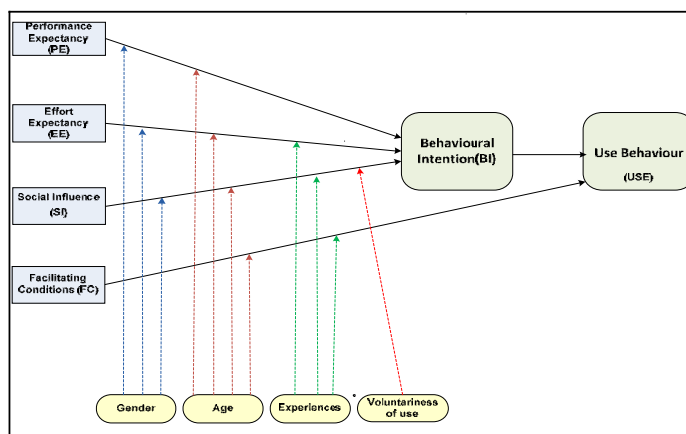 Performance
Expectancy
(PE)
Effort
Expectancy
(EE)
Behavioural
Intention(BI)
Use Behaviour
(USE)
Social Influence
(SI)
Facilitating
Conditions (FC)
Gender
Age
Experiences
Voluntariness
of use